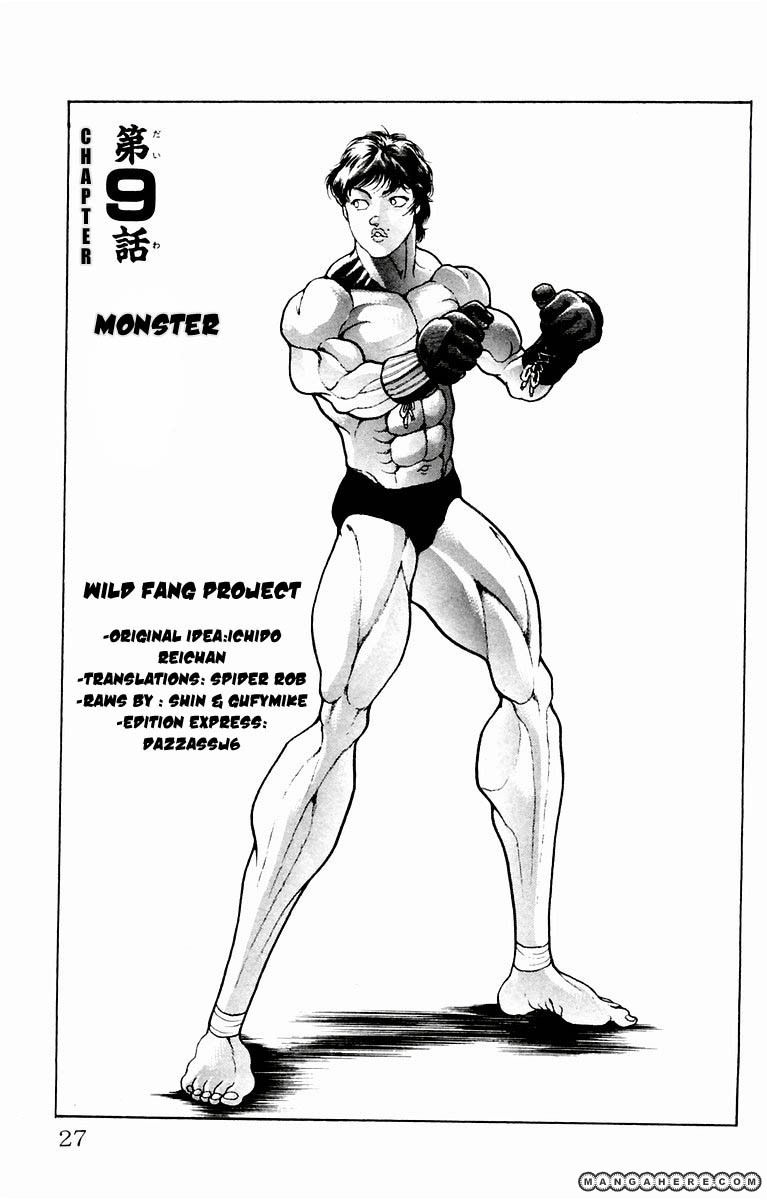 CHAPTER
第9話
だい
わ
MONSTER
WILD FANG PROJECT
-ORIGINAL IDEA:ICHIDO
REICHAN
-TRANSLATIONS: SPIDER ROB
-RAWS BY : SHIN & GUFYMIKE
-EDITION EXPRESS:
DAZZASSJ6
27
MANGAHERE.COM